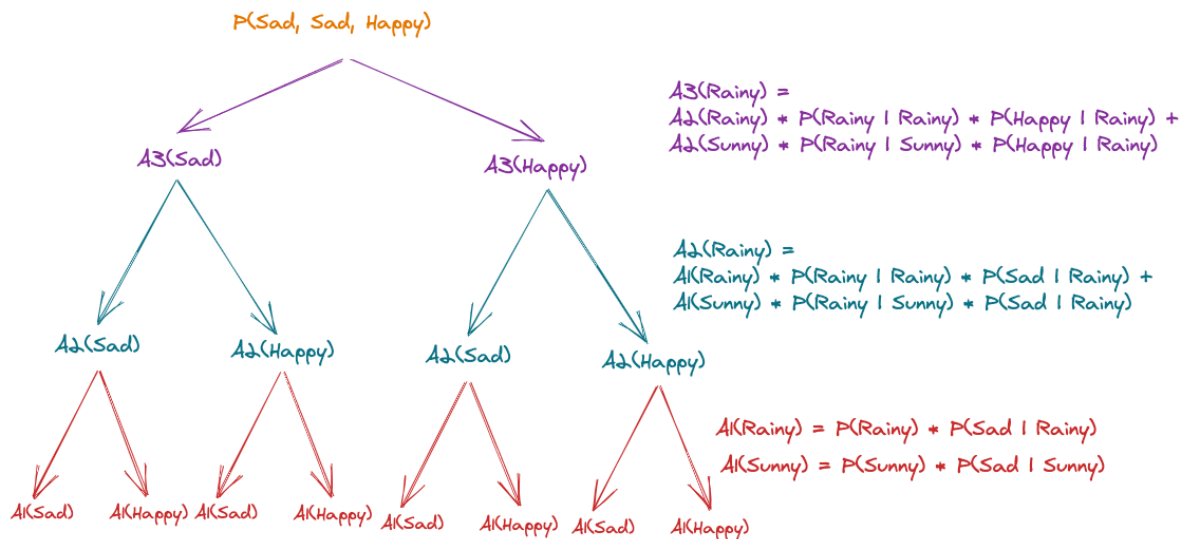 P(Sad, Sad, Happy)
A3(Rainy) =
A2(Rainy) * P(Rainy | Rainy) * P(Happy | Rainy) +
A2(Sunny) * P(Rainy | Sunny) * P(Happy | Rainy)
A3(Sad)
A3(Happy)
A2(Rainy) =
A1(Rainy) * P(Rainy | Rainy) * P(Sad | Rainy) +
A1(Sunny) * P(Rainy | Sunny) * P(Sad | Rainy)
A2(Sad)
A2(Happy)
A2(Sad)
A2(Happy)
A1(Rainy) = P(Rainy) * P(Sad | Rainy)
A1(Sunny) = P(Sunny) * P(Sad | Sunny)
A1(Sad)
A1(Happy)
A1(Sad)
A1(Happy)
A1(Sad)
A1(Happy)
A1(Sad)
A1(Happy)